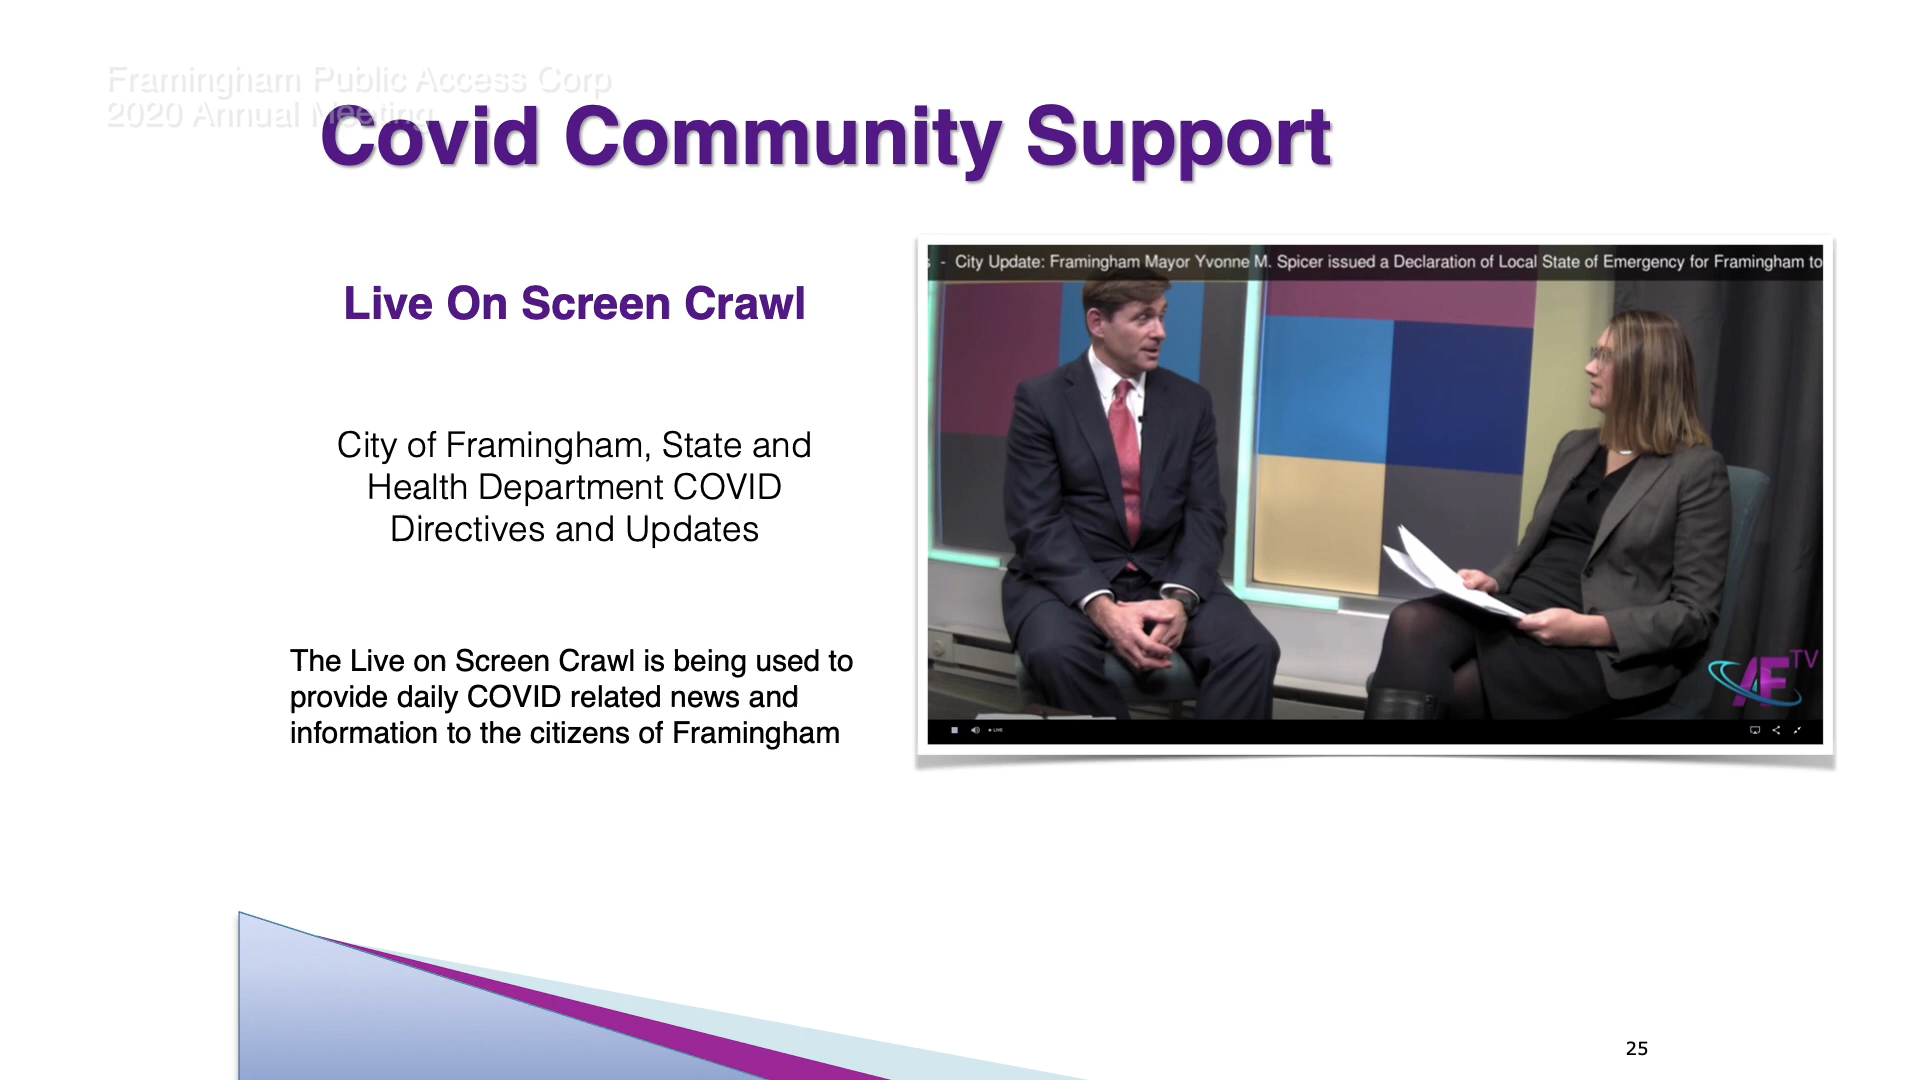 Framingham Public Access Corp
2020 Annual Meeting
Covid Community Support
Live On Screen Crawl
City of Framingham, State and
Health Department COVID
Directives and Updates
The Live on Screen Crawl is being used to
provide daily COVID related news and
information to the citizens of Framingham
s - City Update: Framingham Mayor Yvonne M. Spicer issued a Declaration of Local State of Emergency for Framingham to
AF TV
LIVE
25